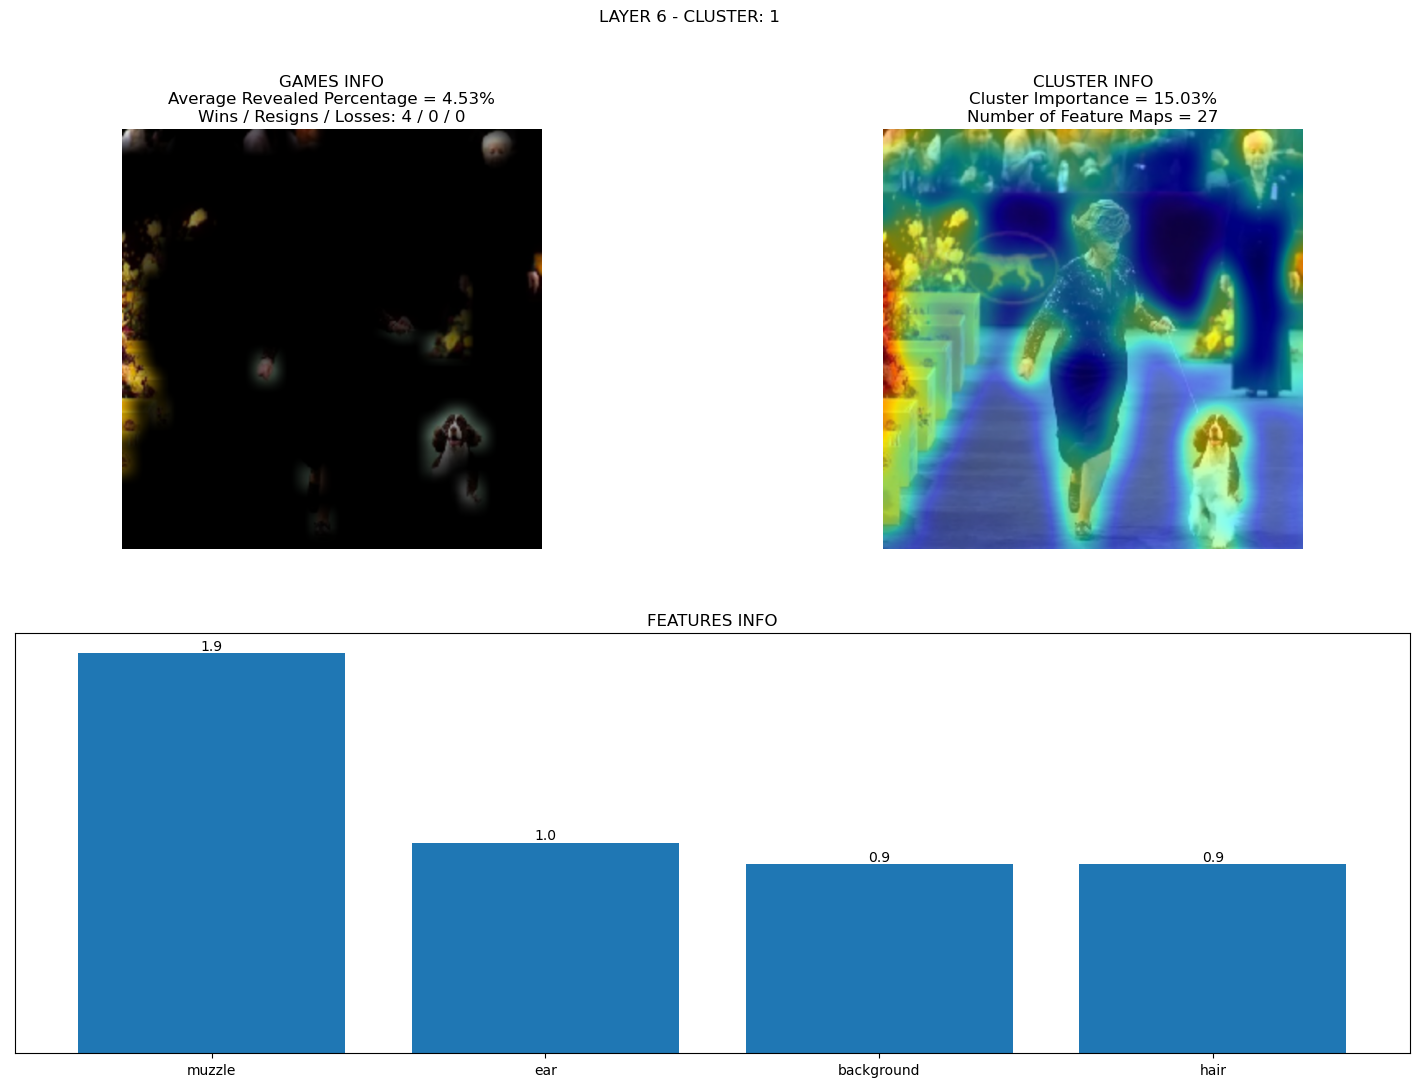 LAYER 6 - CLUSTER: 1
GAMES INFO
Average Revealed Percentage = 4.53%
Wins / Resigns / Losses: 4 / 0 / 0
CLUSTER INFO
Cluster Importance = 15.03%
Number of Feature Maps = 27
FEATURES INFO
1.9
1.0
0.9
0.9
muzzle
ear
background
hair